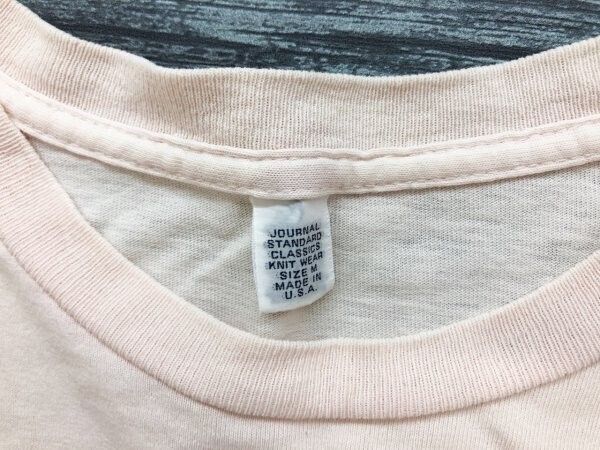 JOURNAL
STANDARD
CLASSICS
KNIT WEAR
SIZE M
MADE IN
U.S.A.